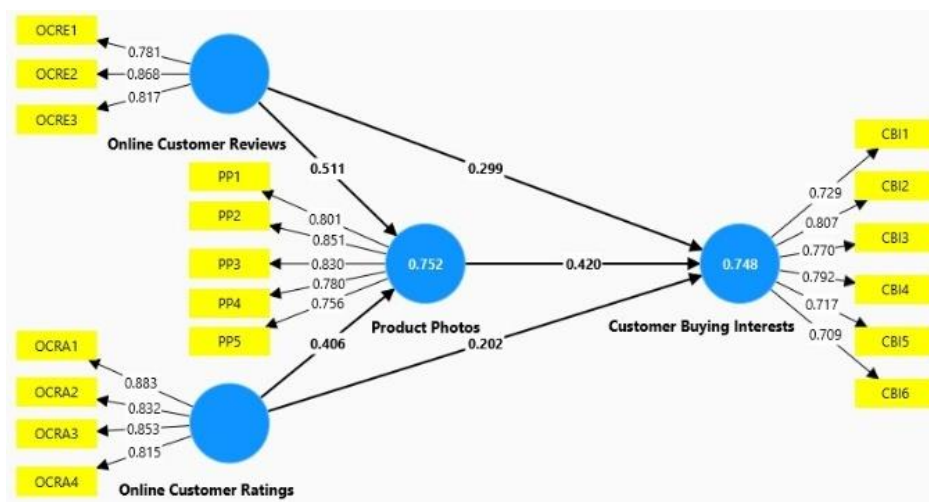 OCRE1
0.781
OCRE2
0.868
OCRE3
0.817
Online Customer Reviews
0.511
0.299
PP1
0.801
PP2
0.851
PP3
0.830
PP4
0.780
PP5
0.756
0.752
Product Photos
0.420
0.748
Customer Buying Interests
CBI1
0.729
CBI2
0.807
CBI3
0.770
CBI4
0.792
CBI5
0.717
CBI6
0.709
0.406
0.202
OCRA1
0.883
OCRA2
0.832
OCRA3
0.853
OCRA4
0.815
Online Customer Ratings